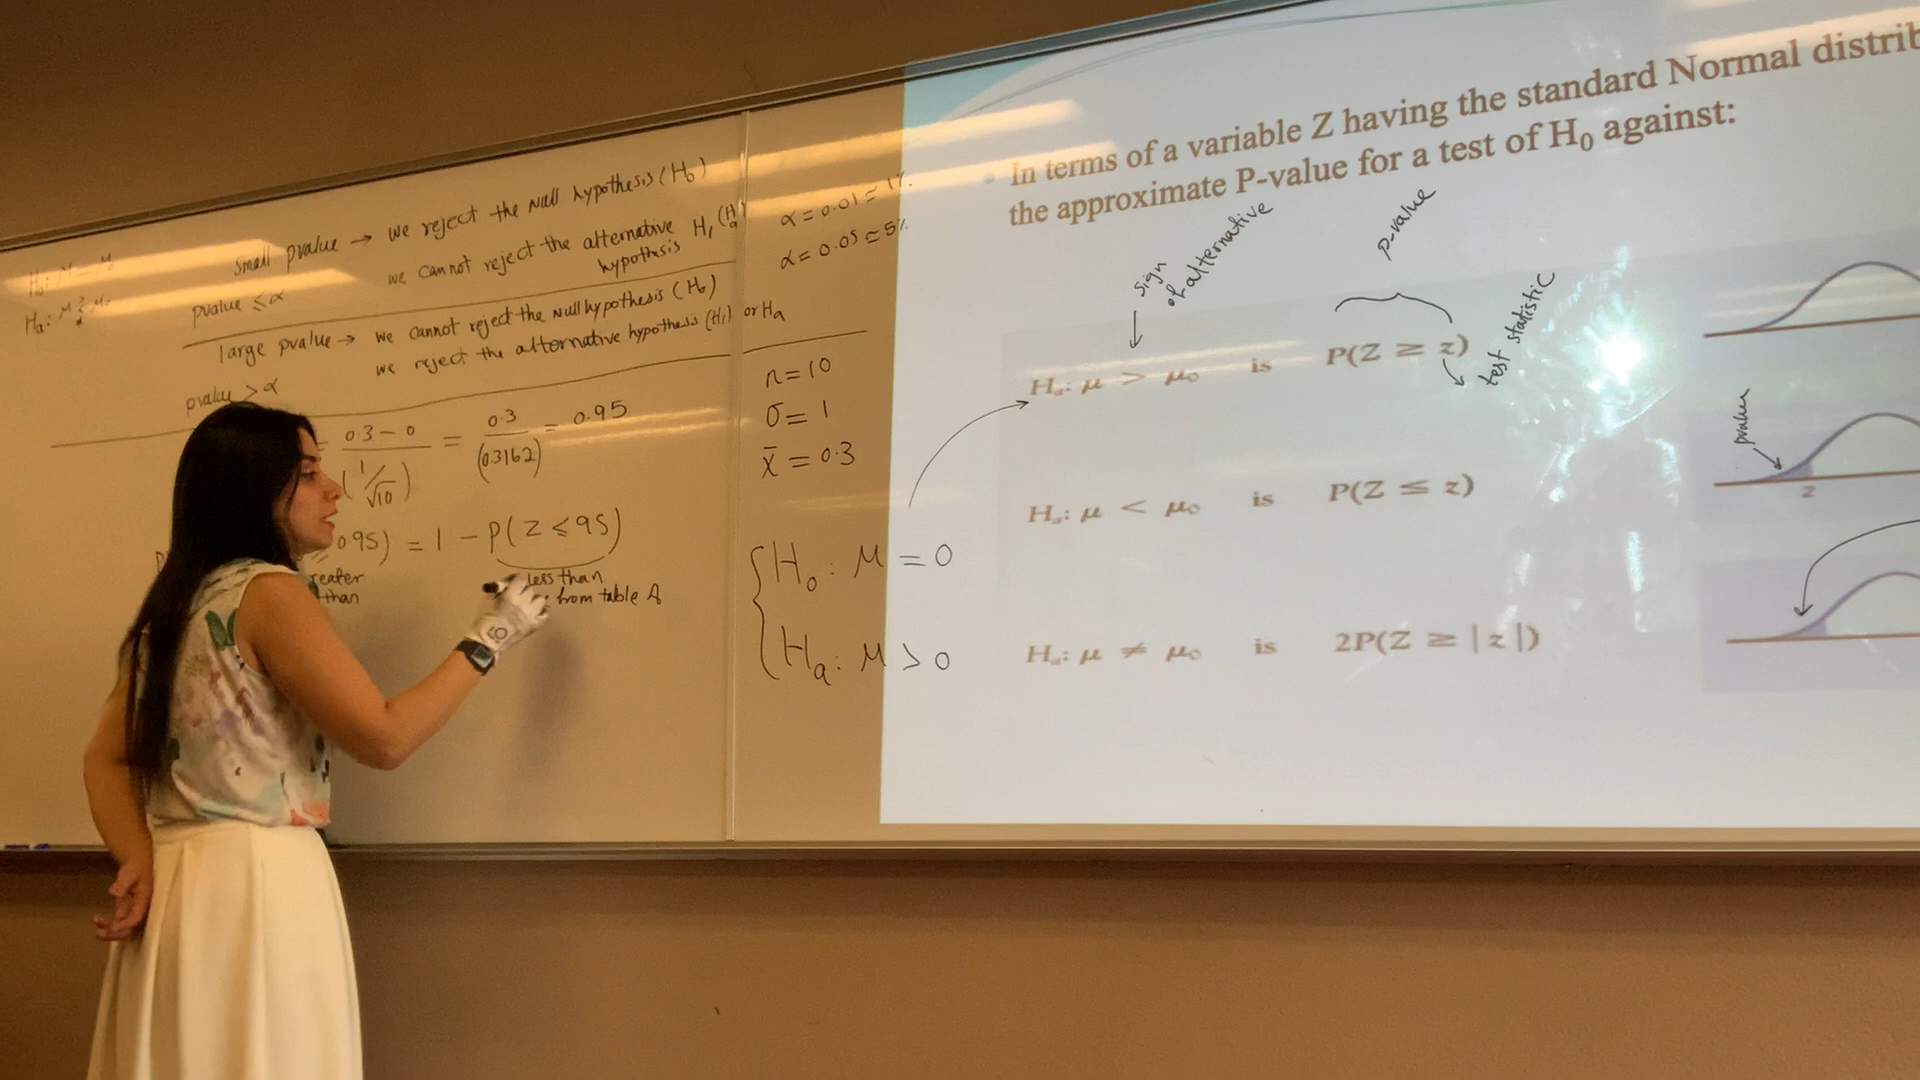 small pvalue → we reject the null hypothesis (H₀)
we cannot reject the alternative H₁ (Ha)
hypothesis
pvalue ≤ α
large pvalue → we cannot reject the null hypothesis (H₀)
we reject the alternative hypothesis (H₁) or Ha
pvalue > α
Ha: μ
α = 0.01 = 1%
α = 0.05 = 5%
n = 10
σ = 1
x̄ = 0.3
= 0.3 – 0 / (1/√10) = 0.3 / (0.3162) = 0.95
0.95) = 1 – P(Z ≤ 95)
reater
than
less than
from table A
H₀: μ = 0
Ha: μ > 0
In terms of a variable Z having the standard Normal distrib
the approximate P-value for a test of H₀ against:
sign
of alternative
p-value
test statistic
Hₐ: μ > μ₀ is P(Z ≥ z)
Hₐ: μ < μ₀ is P(Z ≤ z)
Hₐ: μ ≠ μ₀ is 2P(Z ≥ |z|)
pvalue
z